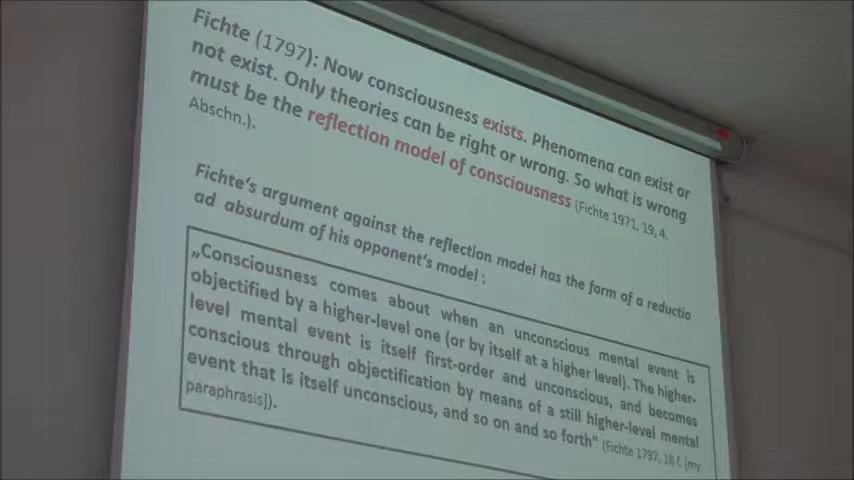 Fichte (1797): Now consciousness exists. Phenomena can exist or
not exist. Only theories can be right or wrong. So what is wrong
must be the reflection model of consciousness (Fichte 1971, 19, 4.
Abschn.).
Fichte's argument against the reflection model has the form of a reductio
ad absurdum of his opponent's model :
„Consciousness comes about when an unconscious mental event is
objectified by a higher-level one (or by itself at a higher level). The higher-
level mental event is itself first-order and unconscious, and becomes
conscious through objectification by means of a still higher-level mental
event that is itself unconscious, and so on and so forth" (Fichte 1797, 18 f. [my
paraphrasis]).